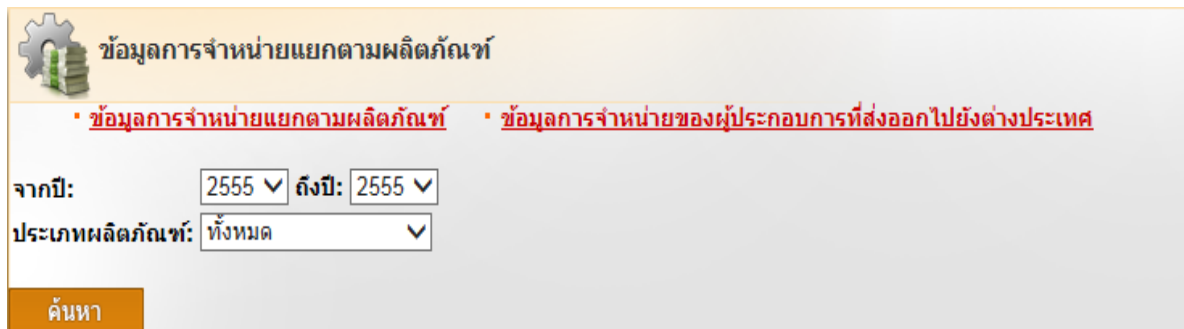 ข้อมูลการจำหน่ายแยกตามผลิตภัณฑ์
ข้อมูลการจำหน่ายแยกตามผลิตภัณฑ์ ข้อมูลการจำหน่ายของผู้ประกอบการที่ส่งออกไปยังต่างประเทศ
จากปี: 2555 ถึงปี: 2555
ประเภทผลิตภัณฑ์: ทั้งหมด
ค้นหา